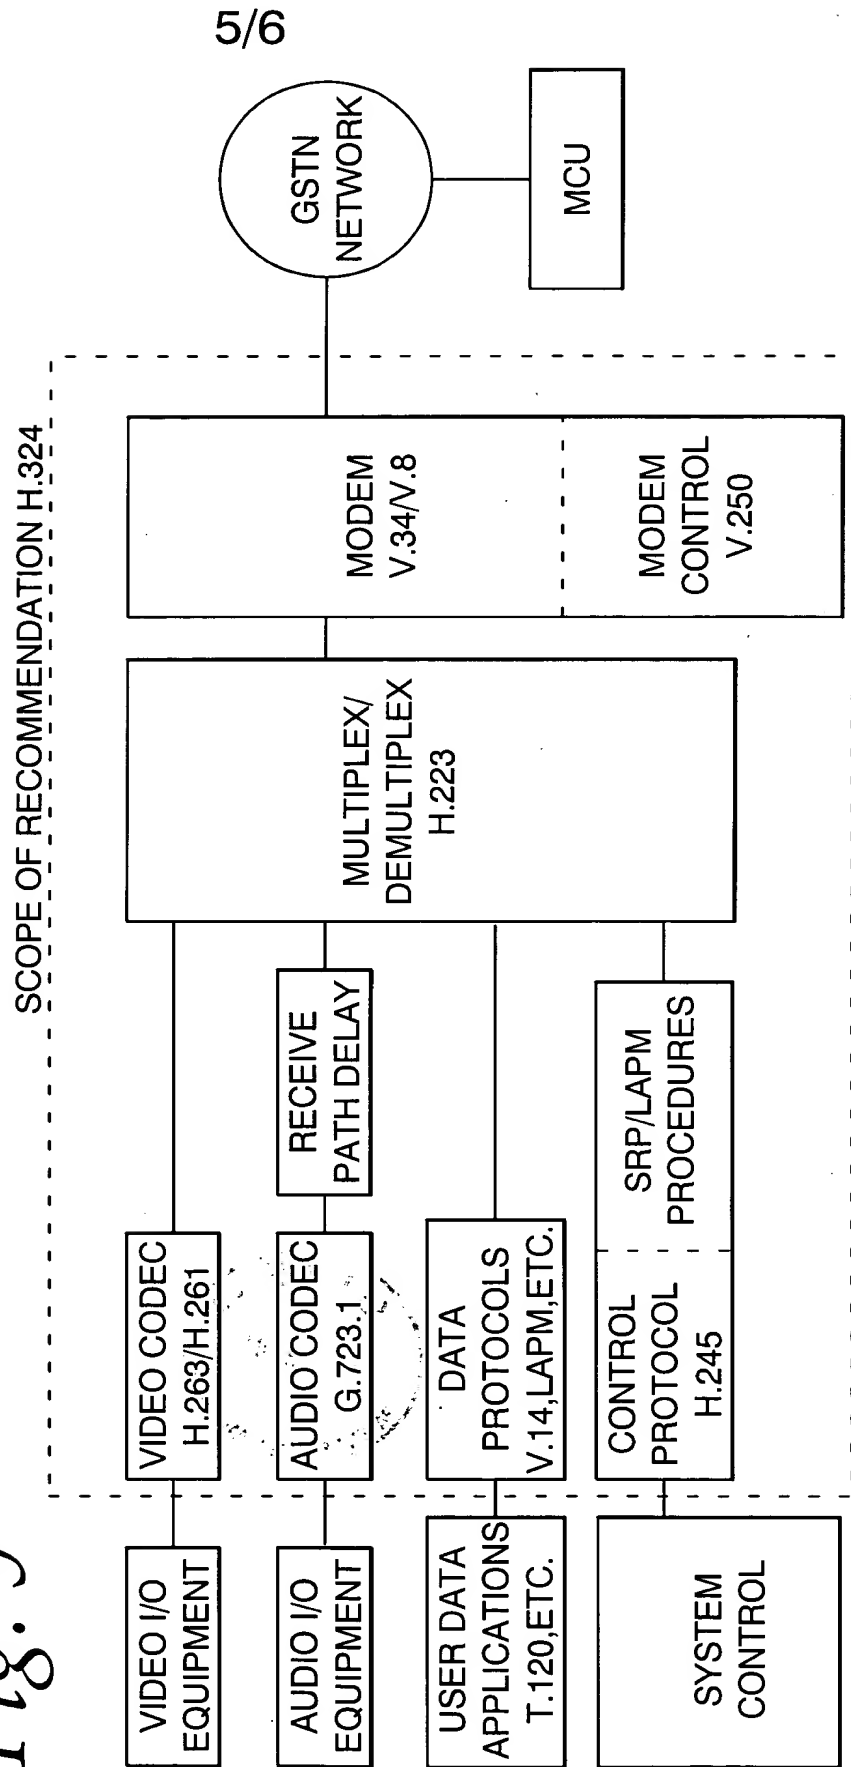 5/6
Fig. 5
SCOPE OF RECOMMENDATION H.324
VIDEO I/O
EQUIPMENT
VIDEO CODEC
H.263/H.261
AUDIO I/O
EQUIPMENT
AUDIO CODEC
G.723.1
RECEIVE
PATH DELAY
USER DATA
APPLICATIONS
T.120,ETC.
DATA
PROTOCOLS
V.14,LAPM,ETC.
SYSTEM
CONTROL
CONTROL
PROTOCOL
H.245
SRP/LAPM
PROCEDURES
MULTIPLEX/
DEMULTIPLEX
H.223
MODEM
V.34/V.8
MODEM
CONTROL
V.250
GSTN
NETWORK
MCU